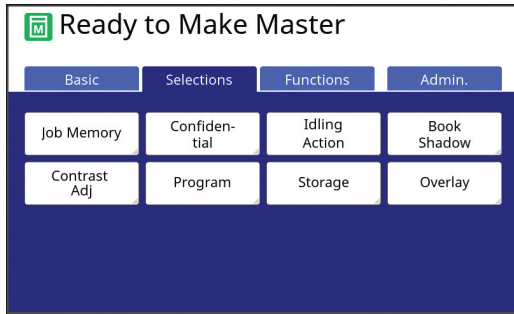 M Ready to Make Master
Basic Selections Functions Admin.
Job Memory Confiden-
tial Idling
Action Book
Shadow
Contrast
Adj Program Storage Overlay